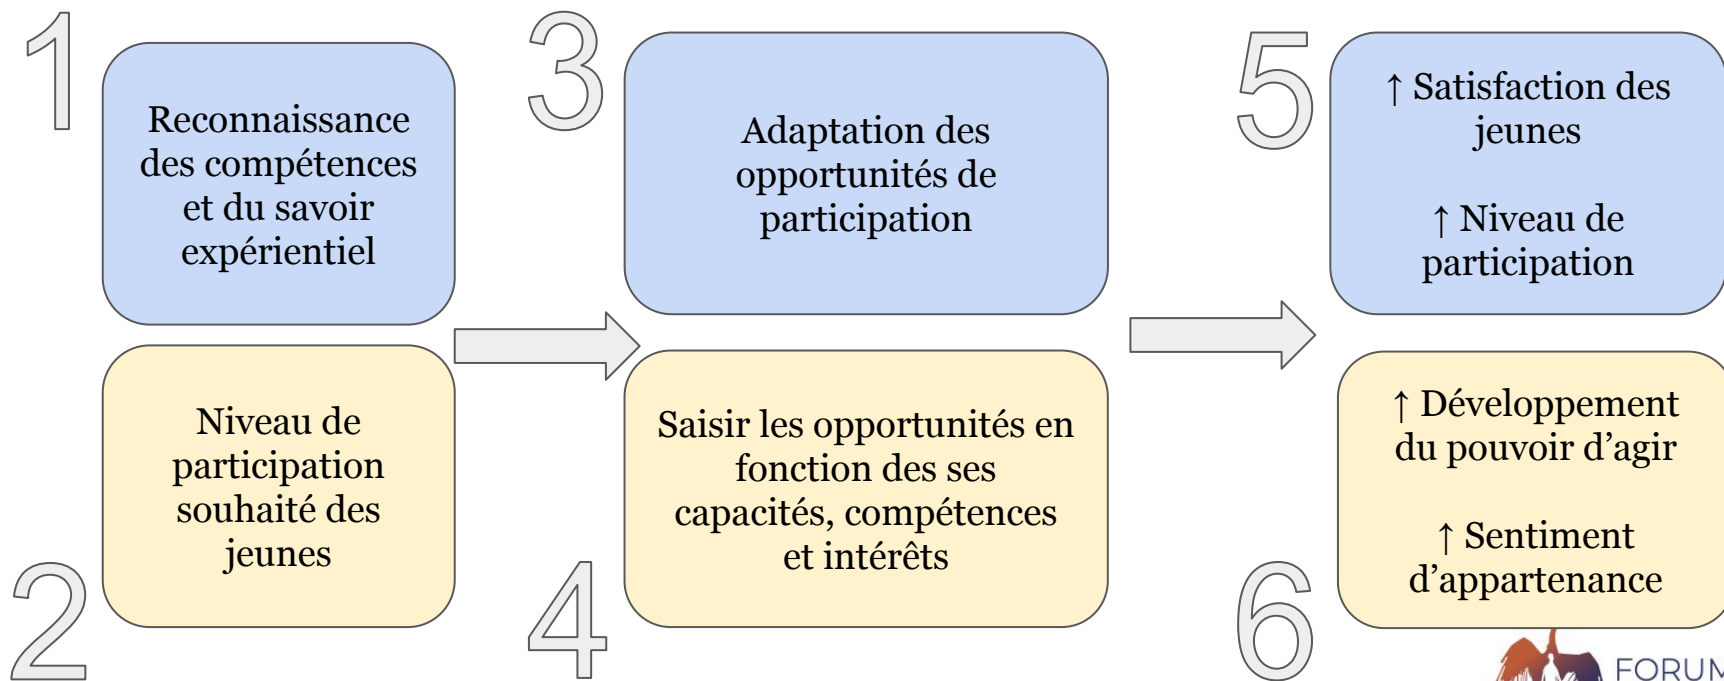 1
Reconnaissance
des compétences
et du savoir
expérientiel
2
Niveau de
participation
souhaité des
jeunes
3
Adaptation des
opportunités de
participation
4
Saisir les opportunités en
fonction des ses
capacités, compétences
et intérêts
5
↑ Satisfaction des
jeunes
↑ Niveau de
participation
6
↑ Développement
du pouvoir d’agir
↑ Sentiment
d’appartenance
FORUM